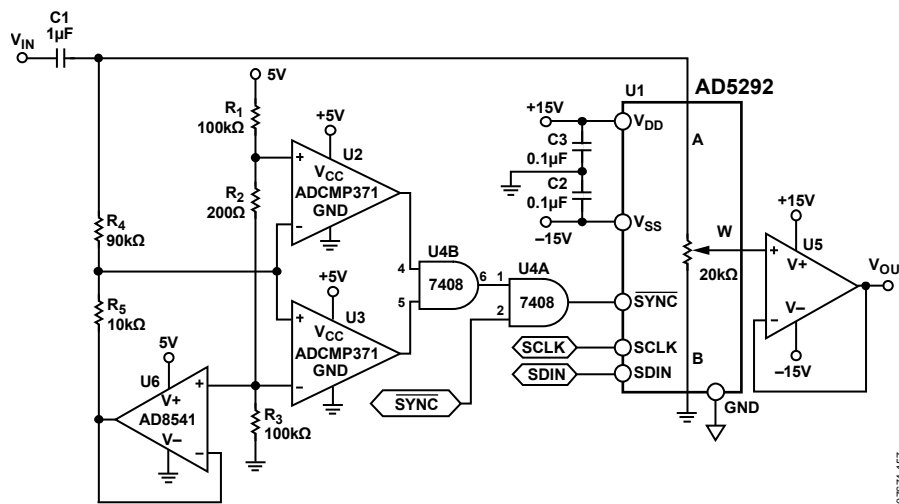 C1
1µF
VIN
5V
U1
AD5292
R1
100kΩ
+5V
U2
+
VCC
ADCMP371
GND
–
R2
200Ω
+15V
VDD
C3
0.1µF
C2
0.1µF
–15V
VSS
A
W
20kΩ
B
+15V
U5
+
V+
V–
–
–15V
VOU
R4
90kΩ
R5
10kΩ
U4B
4
7408
5
6
U4A
1
7408
2
SYNC
SCLK
SCLK
SDIN
SDIN
GND
+5V
U3
+
VCC
ADCMP371
GND
–
SYNC
5V
U6
V+
+
AD8541
V–
–
R3
100kΩ